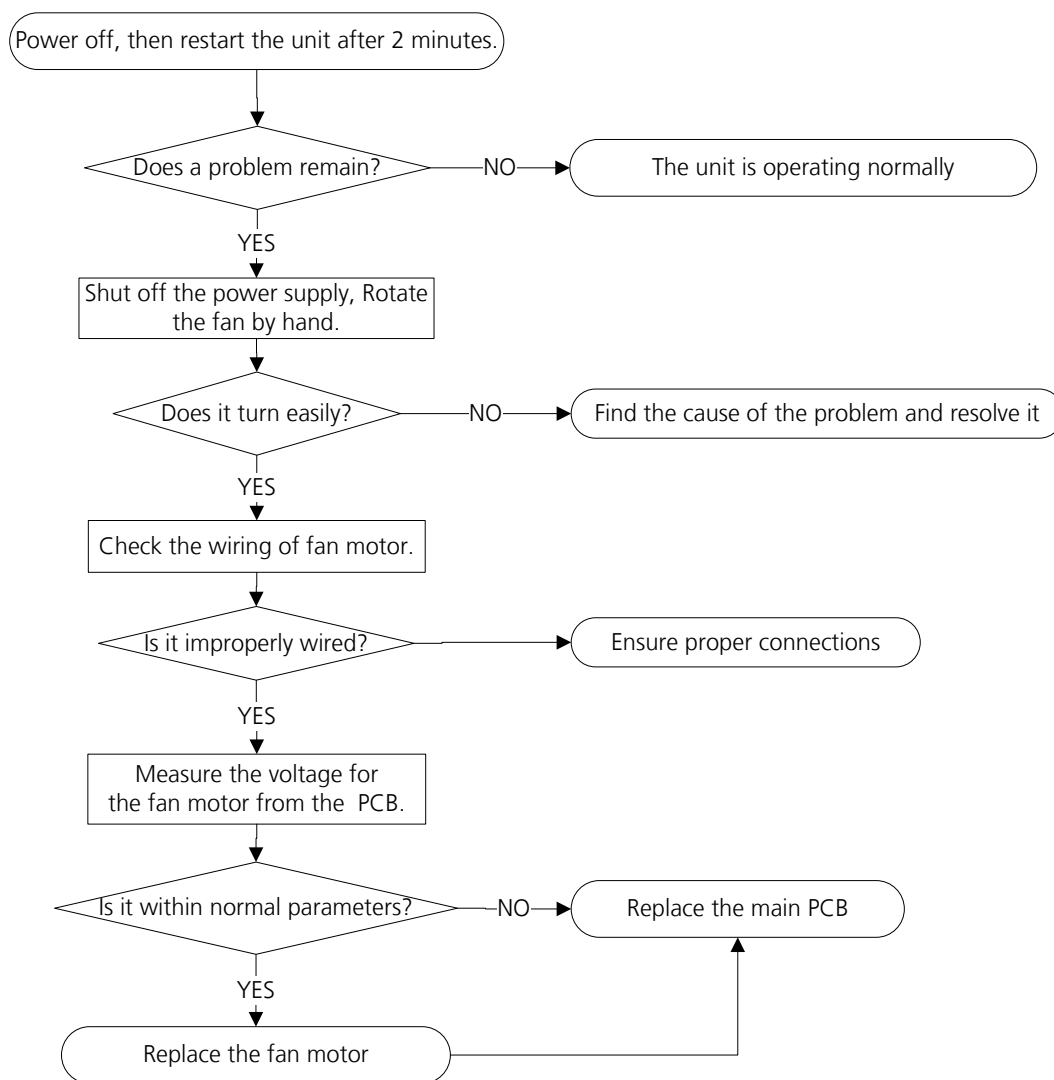 Power off, then restart the unit after 2 minutes.
Does a problem remain?
NO
The unit is operating normally
YES
Shut off the power supply, Rotate
the fan by hand.
Does it turn easily?
NO
Find the cause of the problem and resolve it
YES
Check the wiring of fan motor.
Is it improperly wired?
Ensure proper connections
YES
Measure the voltage for
the fan motor from the PCB.
Is it within normal parameters?
NO
Replace the main PCB
YES
Replace the fan motor